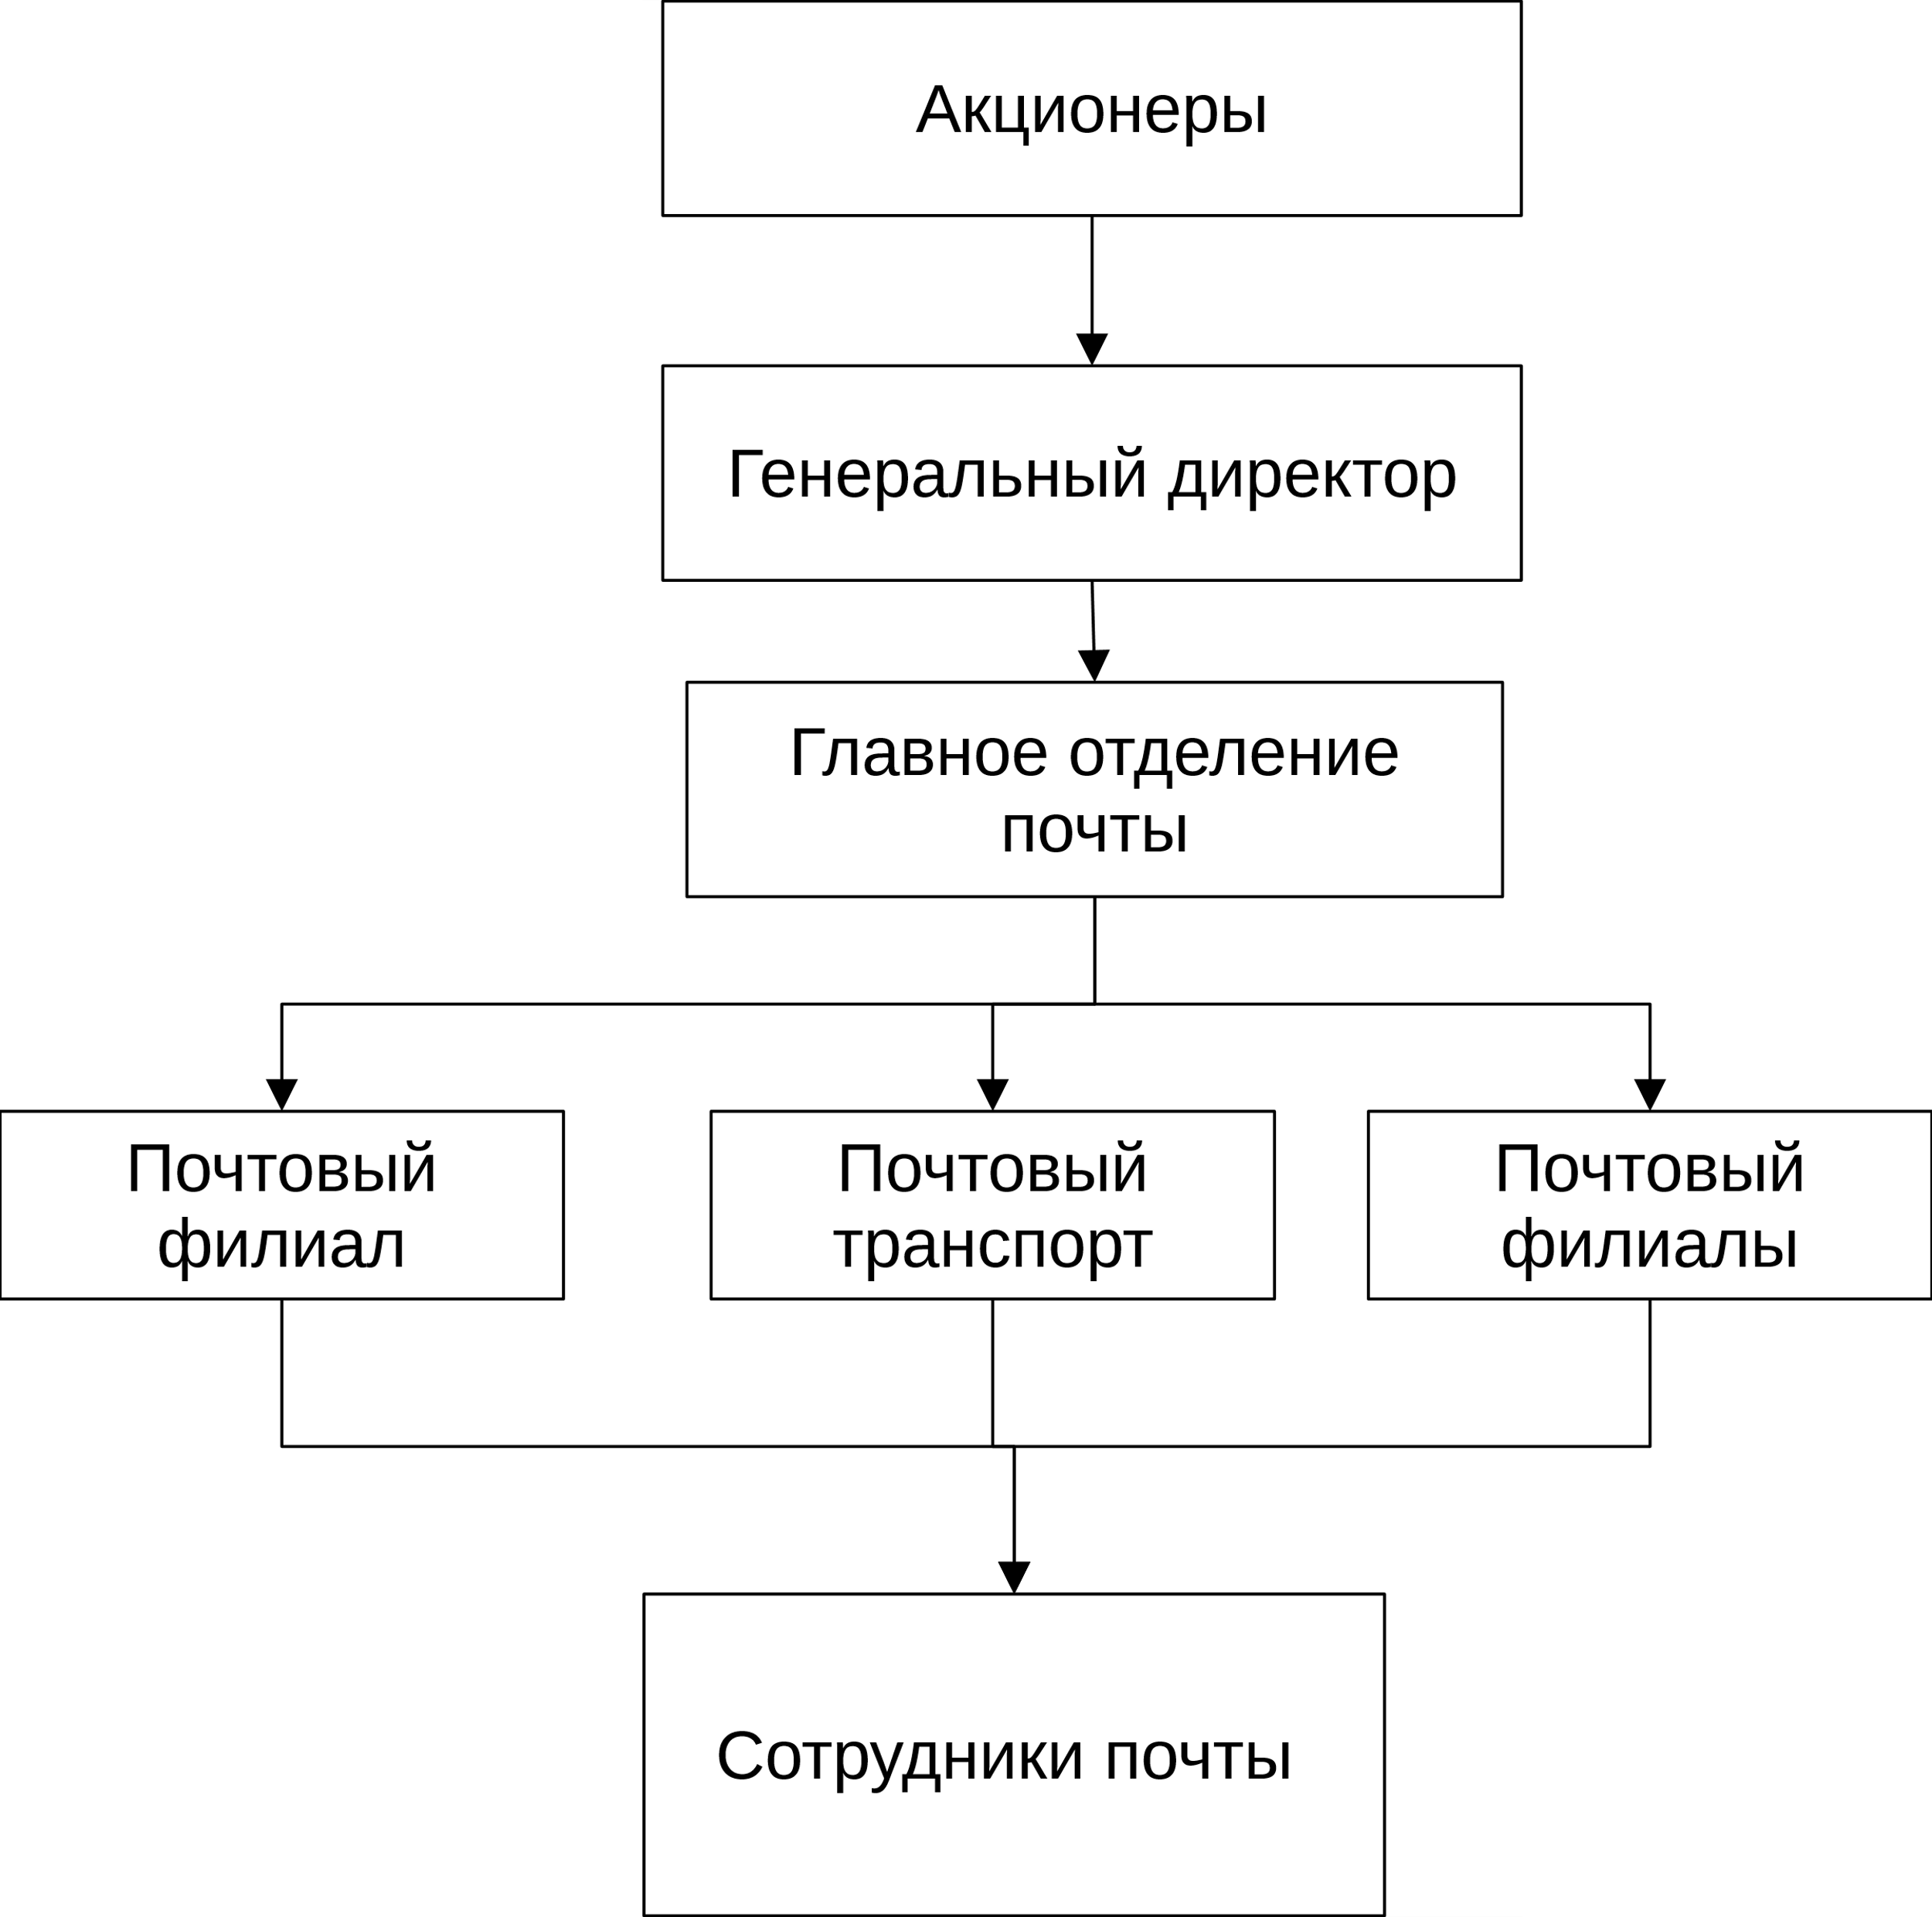 Акционеры
Генеральный директор
Главное отделение
почты
Почтовый
филиал
Почтовый
транспорт
Почтовый
филиалы
Сотрудники почты